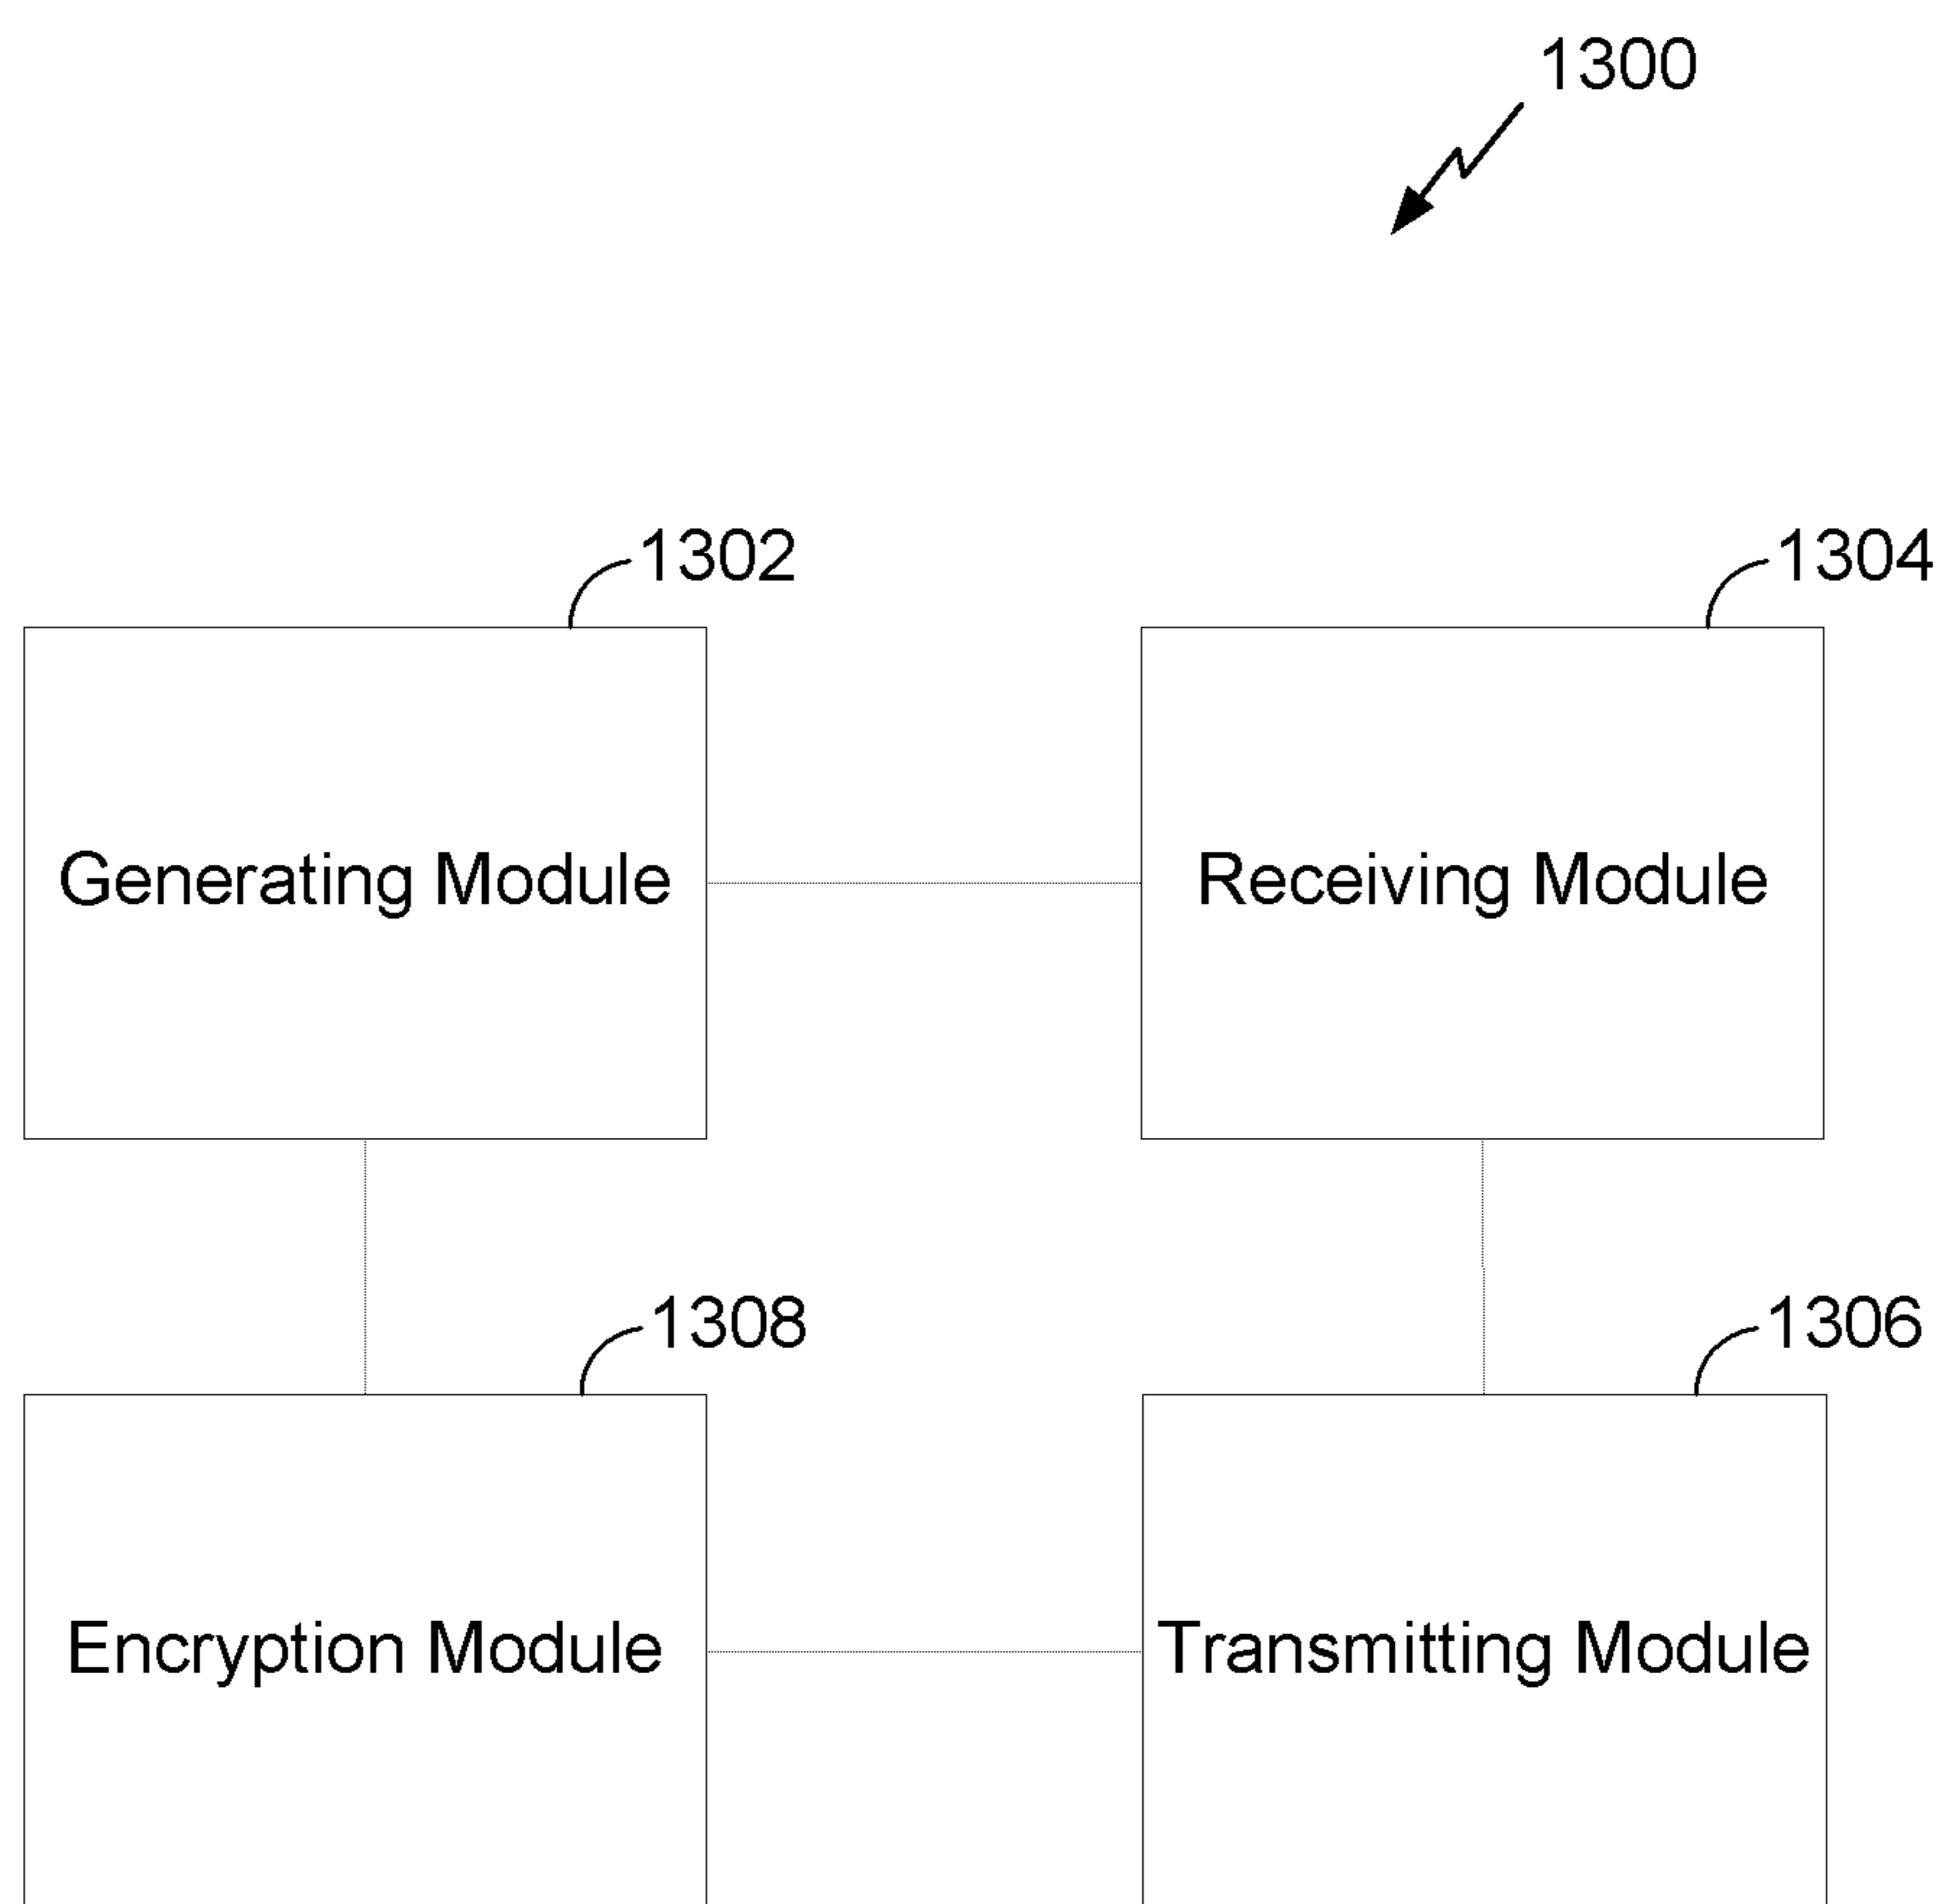 1300
1302
1304
Generating Module
Receiving Module
1308
1306
Encryption Module
Transmitting Module